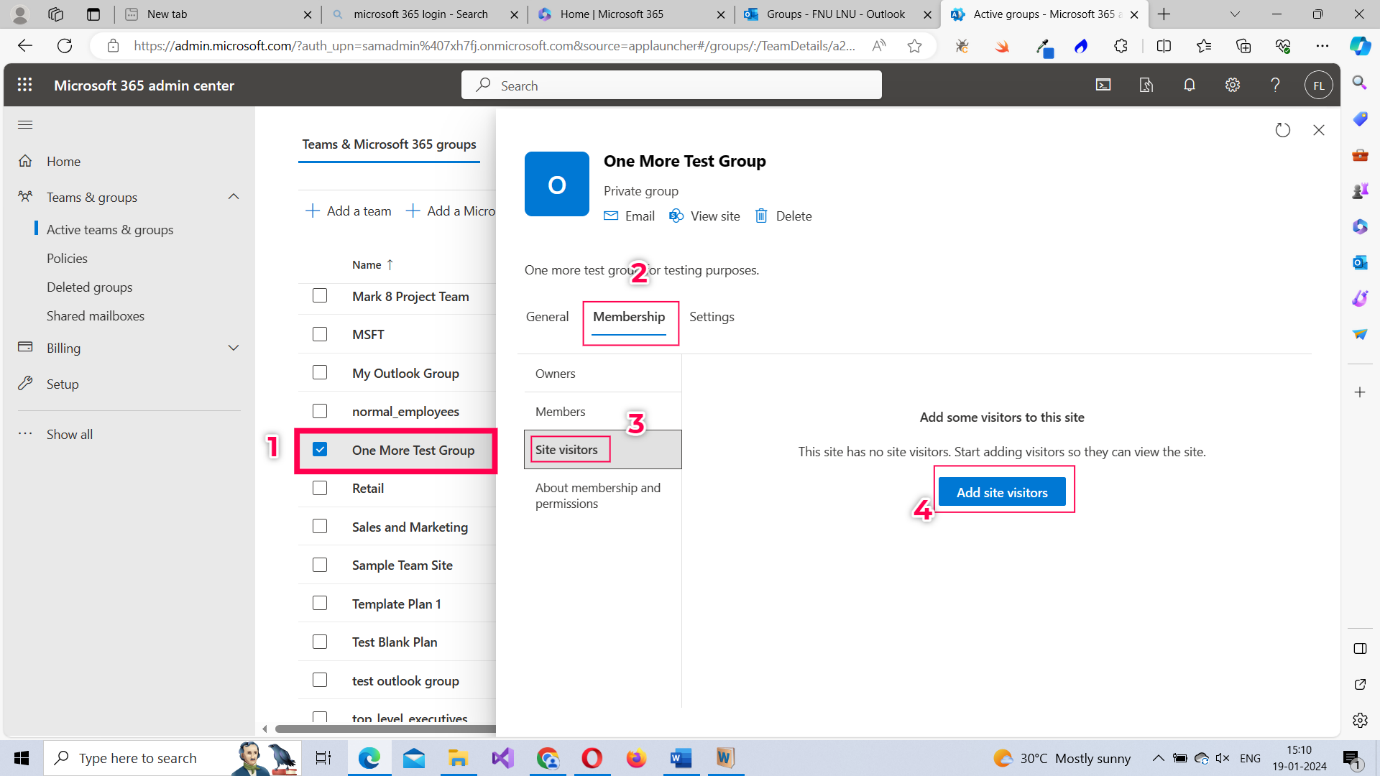 New tab
microsoft 365 login - Search
Home | Microsoft 365
Groups - FNU LNU - Outlook
Active groups - Microsoft 365 a
https://admin.microsoft.com/?auth_upn=samadmin%407xh7fj.onmicrosoft.com&source=applauncher#/groups/:/TeamDetails/a2...
Microsoft 365 admin center
Search
FL
Home
Teams & groups
Active teams & groups
Policies
Deleted groups
Shared mailboxes
Billing
Setup
Show all
Teams & Microsoft 365 groups
Add a team
Add a Micro
Name ↑
Mark 8 Project Team
MSFT
My Outlook Group
normal_employees
1
One More Test Group
Retail
Sales and Marketing
Sample Team Site
Template Plan 1
Test Blank Plan
test outlook group
top_level_executives
O
One More Test Group
Private group
Email
View site
Delete
One more test group for testing purposes.
2
General
Membership
Settings
Owners
Members
3
Site visitors
About membership and
permissions
Add some visitors to this site
This site has no site visitors. Start adding visitors so they can view the site.
4
Add site visitors
Type here to search
30°C Mostly sunny
ENG
15:10
19-01-2024
1